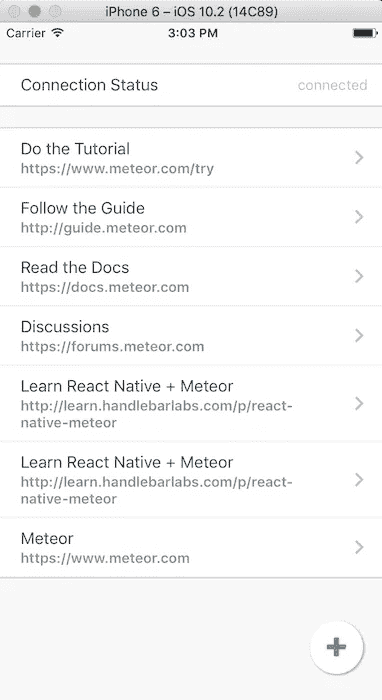 iPhone 6 – iOS 10.2 (14C89)
Carrier 3:03 PM
Connection Status connected
Do the Tutorial
https://www.meteor.com/try
Follow the Guide
http://guide.meteor.com
Read the Docs
https://docs.meteor.com
Discussions
https://forums.meteor.com
Learn React Native + Meteor
http://learn.handlebarlabs.com/p/react-
native-meteor
Learn React Native + Meteor
http://learn.handlebarlabs.com/p/react-
native-meteor
Meteor
https://www.meteor.com